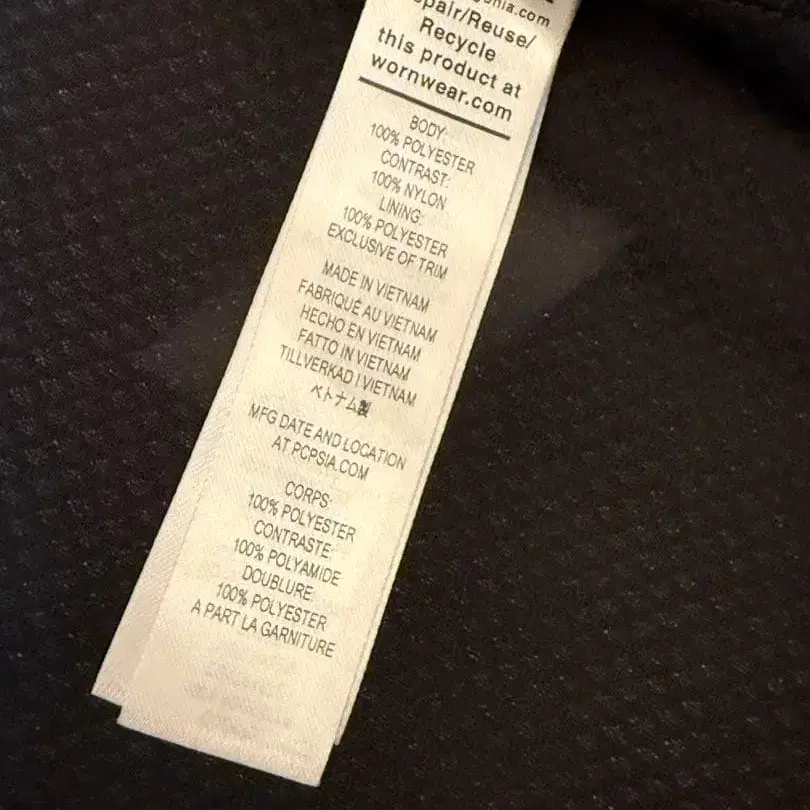 pair/Reuse/
Recycle
this product at
wornwear.com
BODY:
100% POLYESTER
CONTRAST:
100% NYLON
LINING:
100% POLYESTER
EXCLUSIVE OF TRIM
MADE IN VIETNAM
FABRIQUÉ AU VIETNAM
HECHO EN VIETNAM
FATTO IN VIETNAM
TILLVERKAD I VIETNAM
ベトナム製
MFG DATE AND LOCATION
AT PCPSIA.COM
CORPS:
100% POLYESTER
CONTRASTE:
100% POLYAMIDE
DOUBLURE:
100% POLYESTER
A PART LA GARNITURE